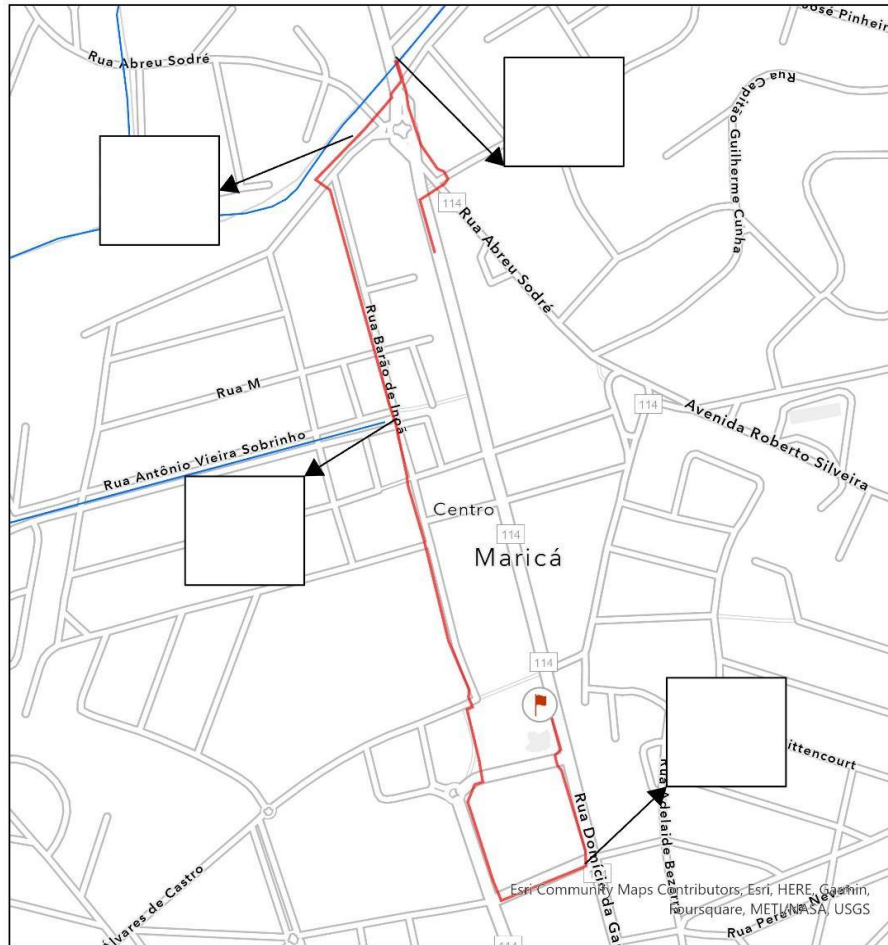 José Pinheir
Rua Abreu Sodré
Rua Capitão Guilherme Cunha
114
Rua Abreu Sodré
Rua Barão de Inoã
Rua M
114
Avenida Roberto Silveira
Rua Antônio Vieira Sobrinho
Centro
114
Maricá
114
ittencourt
Rua Adelaide Bezerra
Rua Domício da Ga
Álvares de Castro
Esri Community Maps Contributors, Esri, HERE, Garmin,
Foursquare, METI/NASA, USGS
Rua Pereira Neves
114